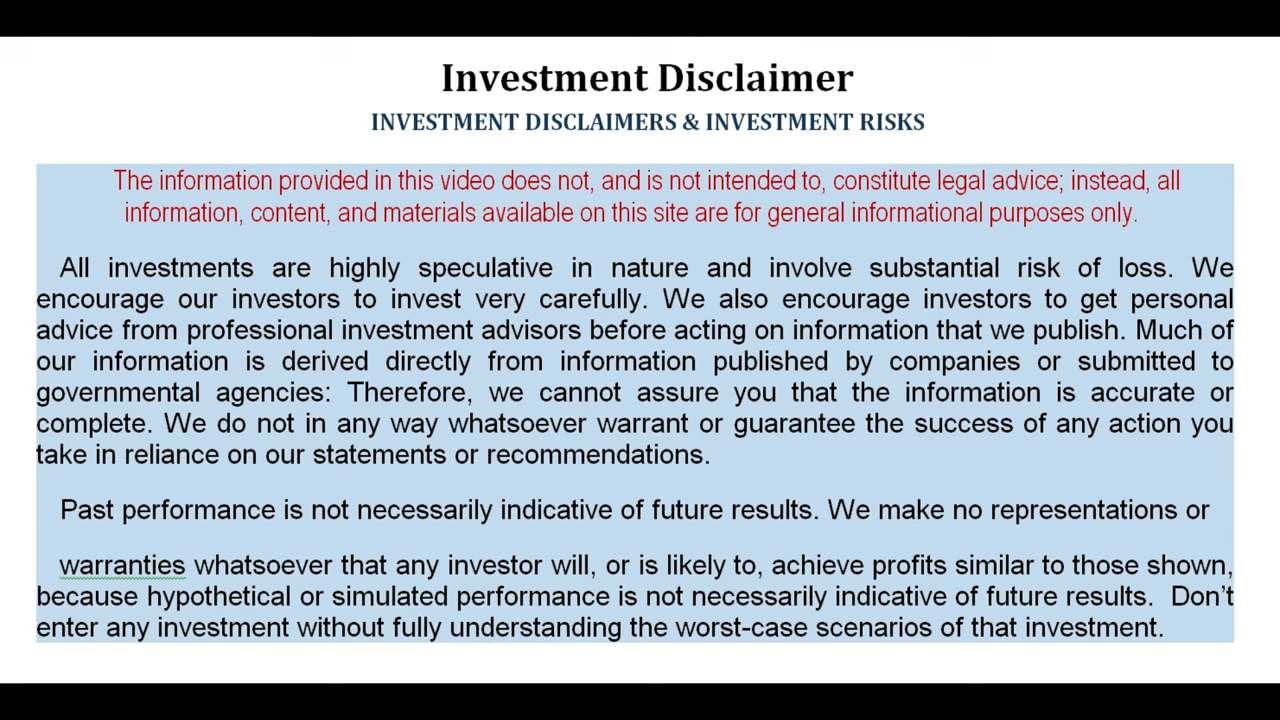 Investment Disclaimer
INVESTMENT DISCLAIMERS & INVESTMENT RISKS
The information provided in this video does not, and is not intended to, constitute legal advice; instead, all
information, content, and materials available on this site are for general informational purposes only.
All investments are highly speculative in nature and involve substantial risk of loss. We
encourage our investors to invest very carefully. We also encourage investors to get personal
advice from professional investment advisors before acting on information that we publish. Much of
our information is derived directly from information published by companies or submitted to
governmental agencies: Therefore, we cannot assure you that the information is accurate or
complete. We do not in any way whatsoever warrant or guarantee the success of any action you
take in reliance on our statements or recommendations.
Past performance is not necessarily indicative of future results. We make no representations or
warranties whatsoever that any investor will, or is likely to, achieve profits similar to those shown,
because hypothetical or simulated performance is not necessarily indicative of future results. Don't
enter any investment without fully understanding the worst-case scenarios of that investment.